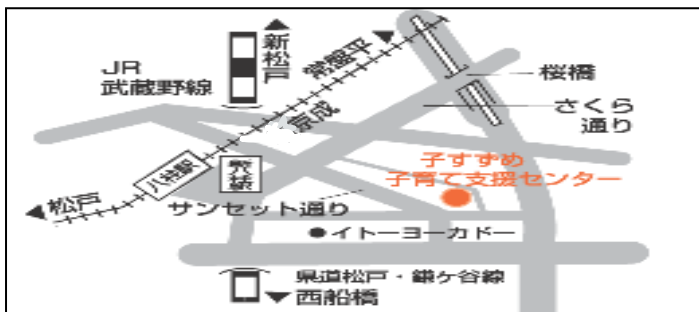 新松戸
常盤平
JR
武蔵野線
桜橋
京成
さくら
通り
子すずめ
子育て支援センター
八柱駅
松戸
サンセット通り
●イトーヨーカドー
県道松戸・鎌ヶ谷線
西船橋